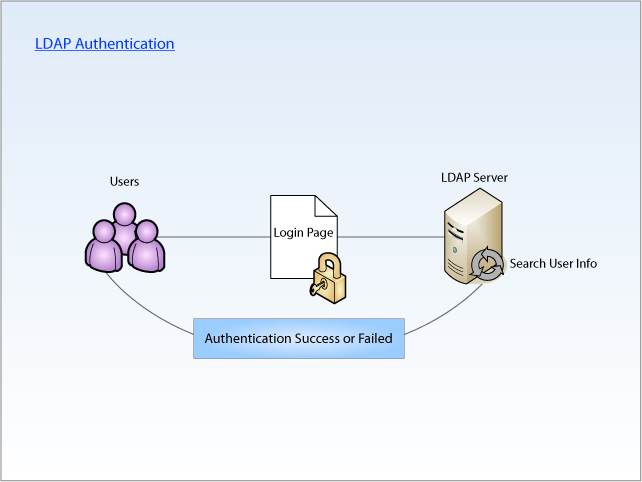 LDAP Authentication
Users
LDAP Server
Login Page
Search User Info
Authentication Success or Failed